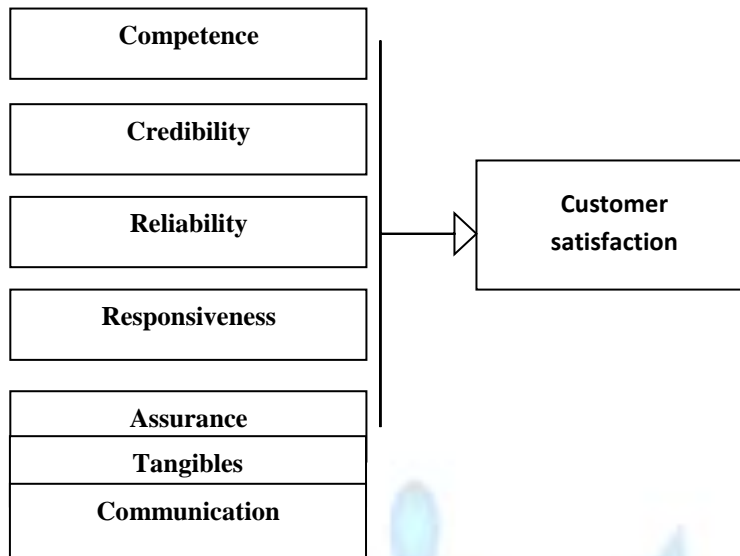 Competence
Credibility
Reliability
Responsiveness
Assurance
Tangibles
Communication
Customer
satisfaction